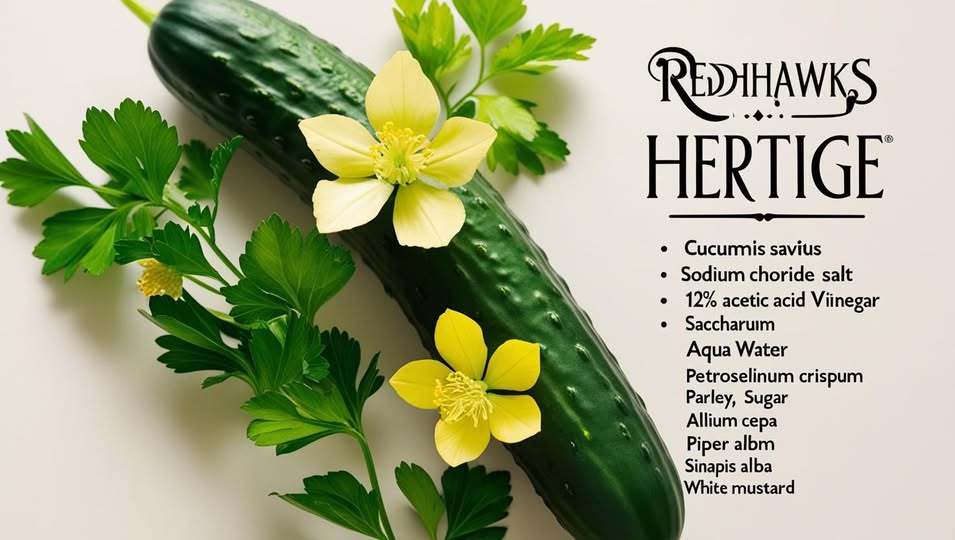 REDHAWKS
HERTIGE®
• Cucumis savius
• Sodium choride salt
• 12% acetic acid Viinegar
• Saccharuım
Aqua Water
Petroselinum crispum
Parley, Sugar
Allium cepa
Piper albm
Sinapis alba
White mustard